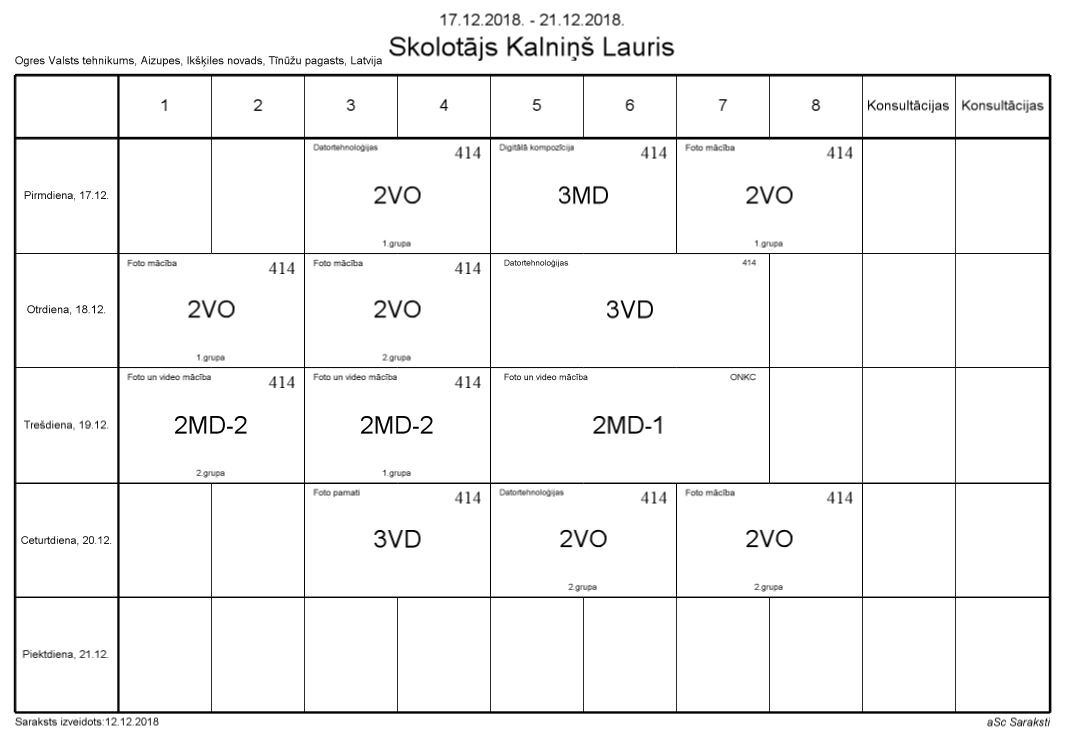 17.12.2018. - 21.12.2018.
Skolotājs Kalniņš Lauris
Ogres Valsts tehnikums, Aizupes, Ikšķiles novads, Tīnūžu pagasts, Latvija
1 2 3 4 5 6 7 8 Konsultācijas Konsultācijas
Pirmdiena, 17.12.
Datortehnoloģijas 414
2VO
1.grupa
Digitālā kompozīcija 414
3MD
Foto mācība 414
2VO
1.grupa
Otrdiena, 18.12.
Foto mācība 414
2VO
1.grupa
Foto mācība 414
2VO
2.grupa
Datortehnoloģijas 414
3VD
Trešdiena, 19.12.
Foto un video mācība 414
2MD-2
2.grupa
Foto un video mācība 414
2MD-2
1.grupa
Foto un video mācība ONKC
2MD-1
Ceturtdiena, 20.12.
Foto pamati 414
3VD
Datortehnoloģijas 414
2VO
2.grupa
Foto mācība 414
2VO
2.grupa
Piektdiena, 21.12.
Saraksts izveidots:12.12.2018
aSc Saraksti